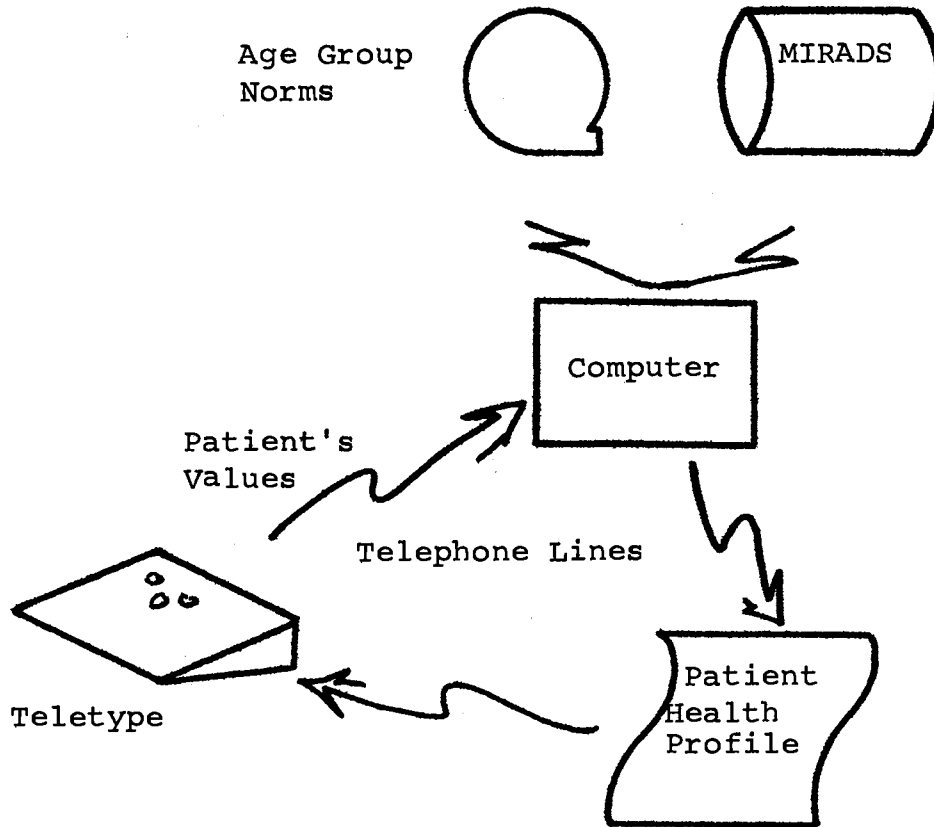 Age Group
Norms
MIRADS
Computer
Patient's
Values
Telephone Lines
Teletype
Patient
Health
Profile